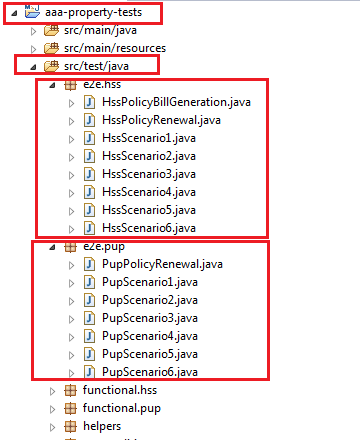 aaa-property-tests
src/main/java
src/main/resources
src/test/java
e2e.hss
HssPolicyBillGeneration.java
HssPolicyRenewal.java
HssScenario1.java
HssScenario2.java
HssScenario3.java
HssScenario4.java
HssScenario5.java
HssScenario6.java
e2e.pup
PupPolicyRenewal.java
PupScenario1.java
PupScenario2.java
PupScenario3.java
PupScenario4.java
PupScenario5.java
PupScenario6.java
functional.hss
functional.pup
helpers